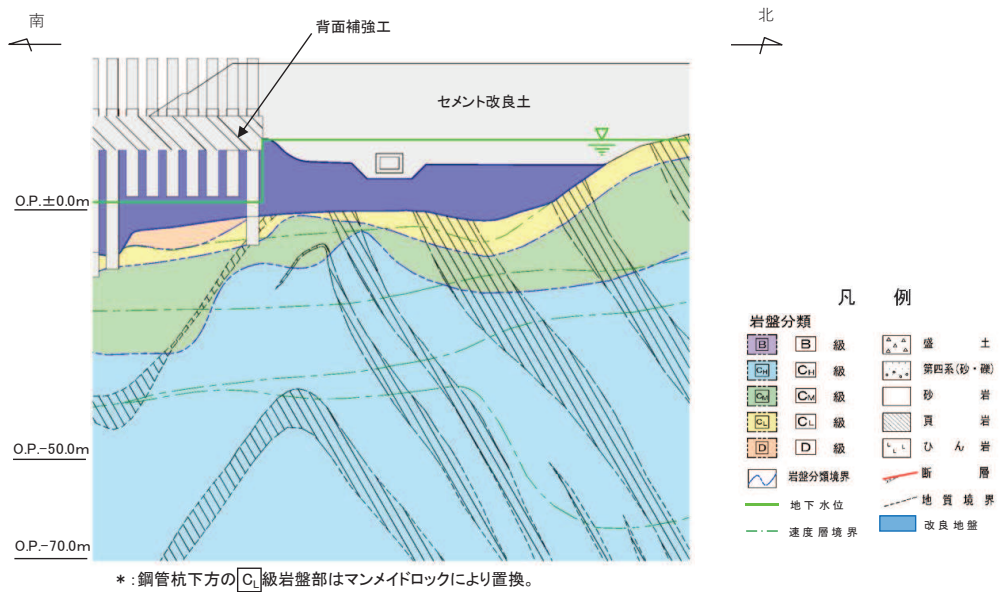 南
背面補強工
北
セメント改良土
O.P.±0.0m
O.P.-50.0m
O.P.-70.0m
凡 例
岩盤分類
B B 級
CH CH 級
CM CM 級
CL CL 級
D D 級
岩盤分類境界
地下水位
速度層境界
盛 土
第四系(砂・礫)
砂 岩
頁 岩
ひ ん 岩
断 層
地 質 境 界
改良地盤
*:鋼管杭下方のCL級岩盤部はマンメイドロックにより置換。